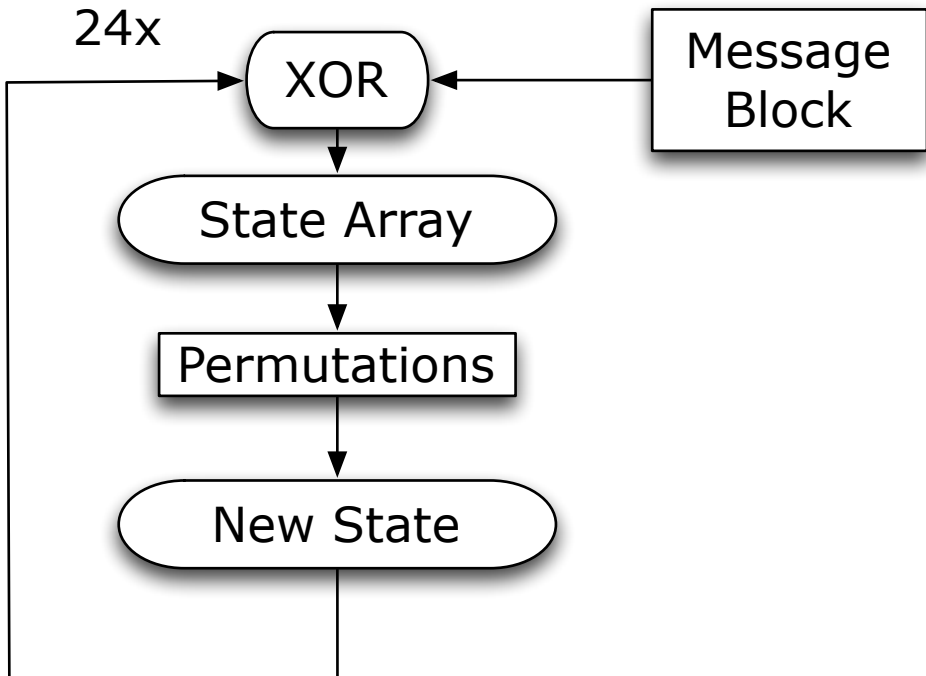 24x
XOR
Message
Block
State Array
Permutations
New State